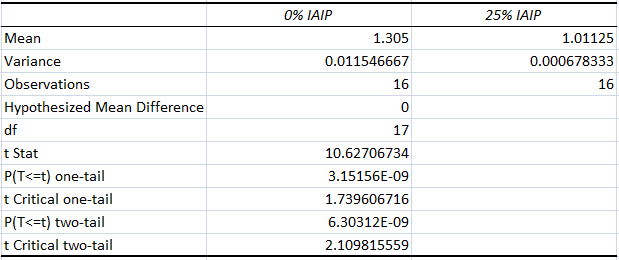 0% IAIP 25% IAIP
Mean 1.305 1.01125
Variance 0.011546667 0.000678333
Observations 16 16
Hypothesized Mean Difference 0
df 17
t Stat 10.62706734
P(T<=t) one-tail 3.15156E-09
t Critical one-tail 1.739606716
P(T<=t) two-tail 6.30312E-09
t Critical two-tail 2.109815559